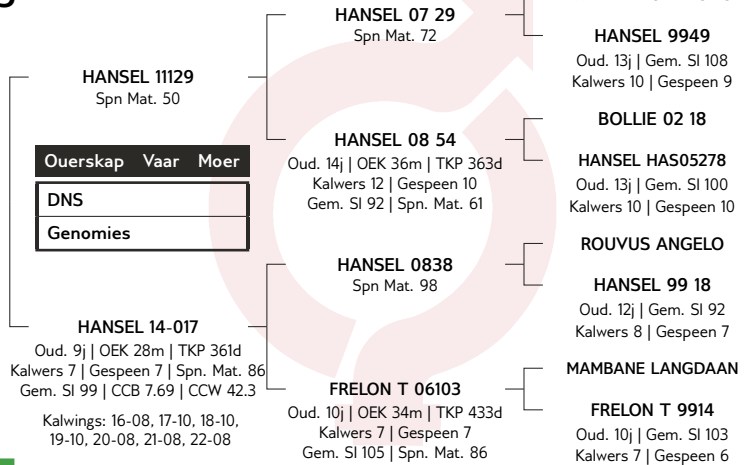 HANSEL 11129
Spn Mat. 50
Ouerskap Vaar Moer
DNS
Genomies
HANSEL 14-017
Oud. 9j | OEK 28m | TKP 361d
Kalwers 7 | Gespeen 7 | Spn. Mat. 86
Gem. SI 99 | CCB 7.69 | CCW 42.3
Kalwings: 16-08, 17-10, 18-10,
19-10, 20-08, 21-08, 22-08
HANSEL 07 29
Spn Mat. 72
HANSEL 08 54
Oud. 14j | OEK 36m | TKP 363d
Kalwers 12 | Gespeen 10
Gem. SI 92 | Spn. Mat. 61
HANSEL 0838
Spn Mat. 98
FRELON T 06103
Oud. 10j | OEK 34m | TKP 433d
Kalwers 7 | Gespeen 7
Gem. SI 105 | Spn. Mat. 86
HANSEL 9949
Oud. 13j | Gem. SI 108
Kalwers 10 | Gespeen 9
BOLLIE 02 18
HANSEL HAS05278
Oud. 13j | Gem. SI 100
Kalwers 10 | Gespeen 10
ROUVUS ANGELO
HANSEL 99 18
Oud. 12j | Gem. SI 92
Kalwers 8 | Gespeen 7
MAMBANE LANGDAAN
FRELON T 9914
Oud. 10j | Gem. SI 103
Kalwers 7 | Gespeen 6